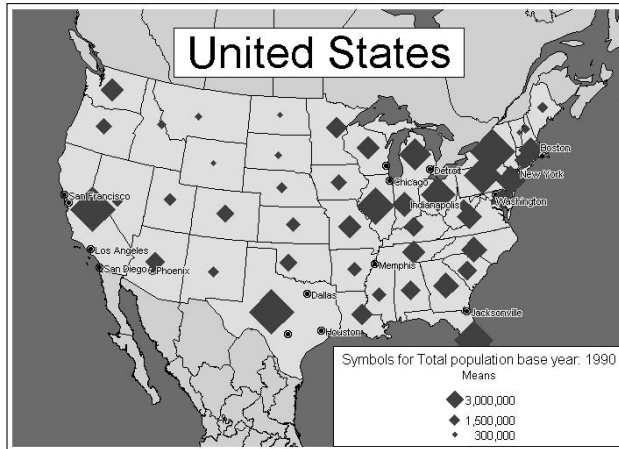 United States
Boston
Detroit
New York
Chicago
San Francisco
Indianapolis
Washington
Los Angeles
San Diego
Phoenix
Memphis
Dallas
Jacksonville
Houston
Symbols for Total population base year: 1990
Means
3,000,000
1,500,000
300,000